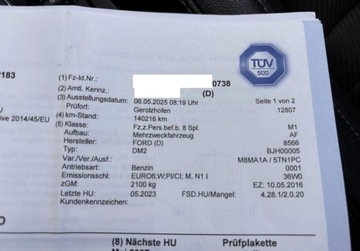 7183
TÜV
SÜD
(1) Fz-Id.Nr.: 0738
(2) Amtl. Kennz.: (D)
(3) Ausstellungsdatum: 06.05.2025 08:19 Uhr Seite 1 von 2
Prüfort: Gerolzhofen 12807
(4) km-Stand: 140216 km
(5) Klasse: Fz.z.Pers.bef.b. 8 Spl. M1
Aufbau: Mehrzweckfahrzeug AF
Hersteller: FORD (D) 8566
Typ: DM2 BJH00005
Var./Ver./Ausst.: M8MA1A / 5TN1PC
Antriebsart: Benzin 0001
Emissionsschl.: EURO6;W;PI/CI; M, N1 I 36W0
zGM: 2100 kg EZ: 10.05.2016
Letzte HU: 05.2023 FSD.HU/Mangel: 4.28.1/2.0.20
Kundenkennzeichen:
ive 2014/45/EU
O
(8) Nächste HU Prüfplakette